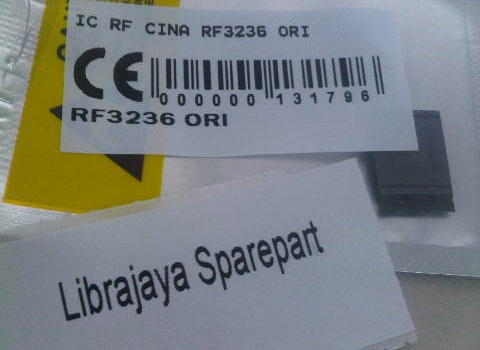 IC RF CINA RF3236 ORI
CE
000000 131796
RF3236 ORI
Librajaya Sparepart